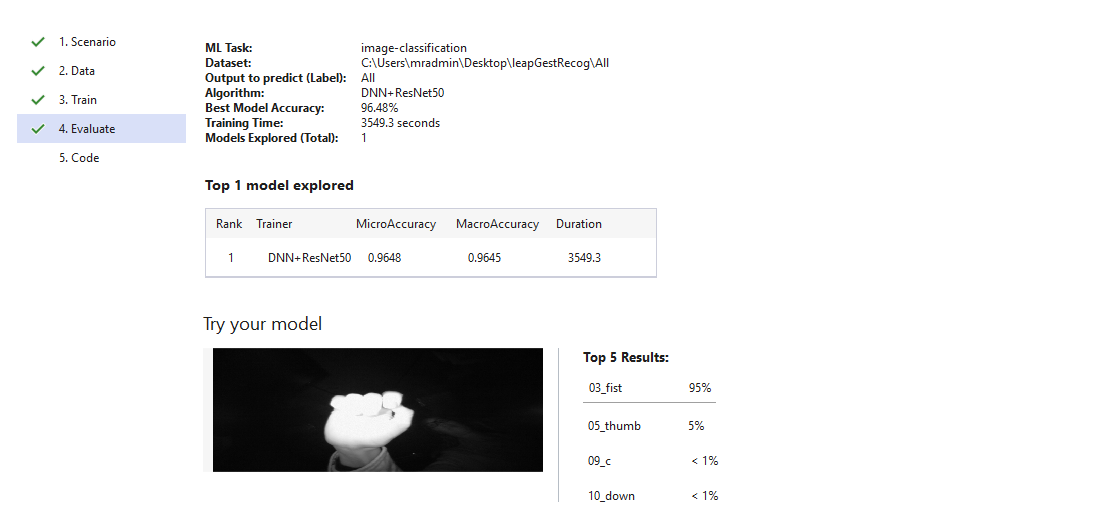 1. Scenario
2. Data
3. Train
4. Evaluate
5. Code
ML Task: image-classification
Dataset: C:\Users\mradmin\Desktop\leapGestRecog\All
Output to predict (Label): All
Algorithm: DNN+ResNet50
Best Model Accuracy: 96.48%
Training Time: 3549.3 seconds
Models Explored (Total): 1
Top 1 model explored
Rank Trainer MicroAccuracy MacroAccuracy Duration
1 DNN+ResNet50 0.9648 0.9645 3549.3
Try your model
Top 5 Results:
03_fist 95%
05_thumb 5%
09_c < 1%
10_down < 1%